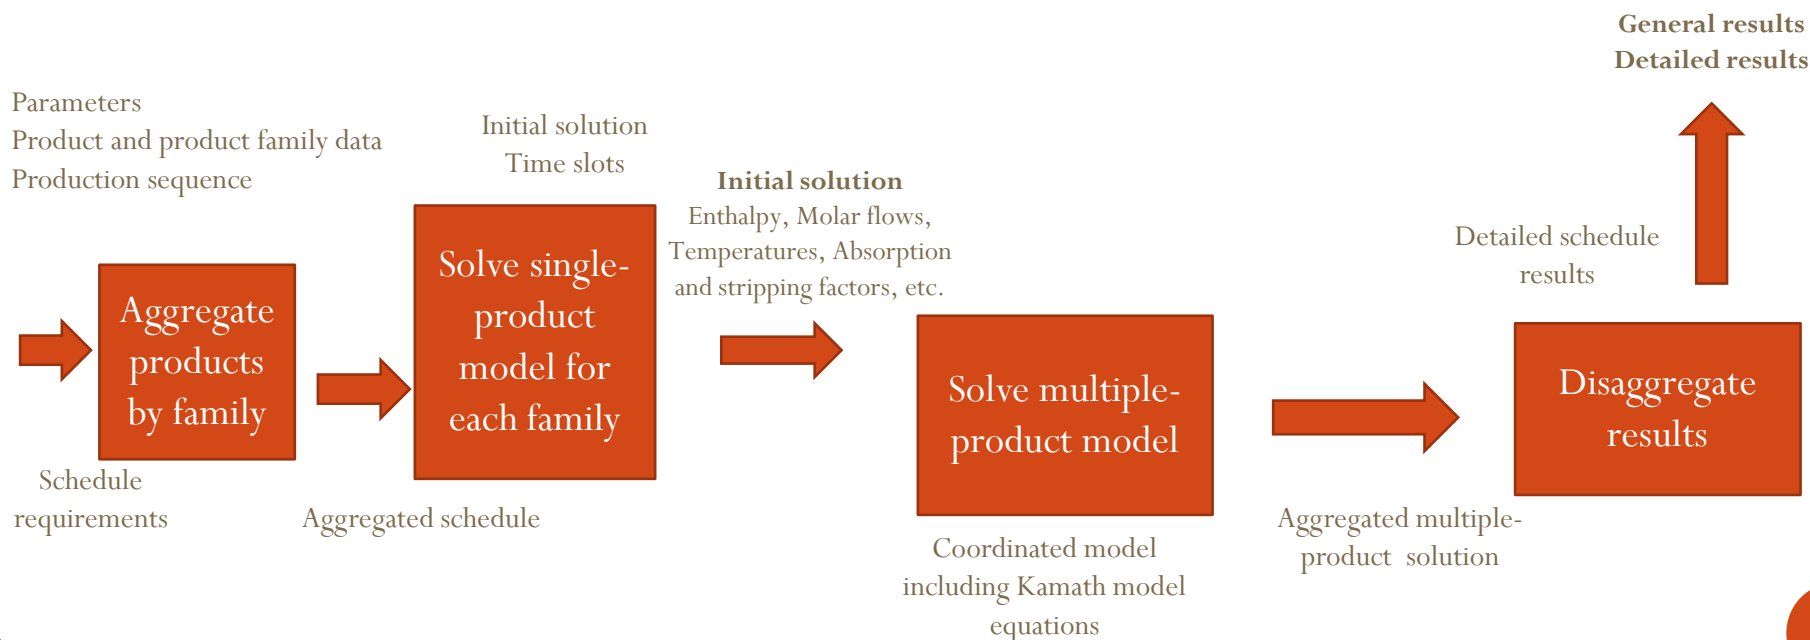 General results
Detailed results
Parameters
Product and product family data
Production sequence
Initial solution
Time slots
Initial solution
Enthalpy, Molar flows,
Temperatures, Absorption
and stripping factors, etc.
Detailed schedule
results
Aggregate
products
by family
Solve single-
product
model for
each family
Solve multiple-
product model
Disaggregate
results
Schedule
requirements
Aggregated schedule
Coordinated model
including Kamath model
equations
Aggregated multiple-
product solution